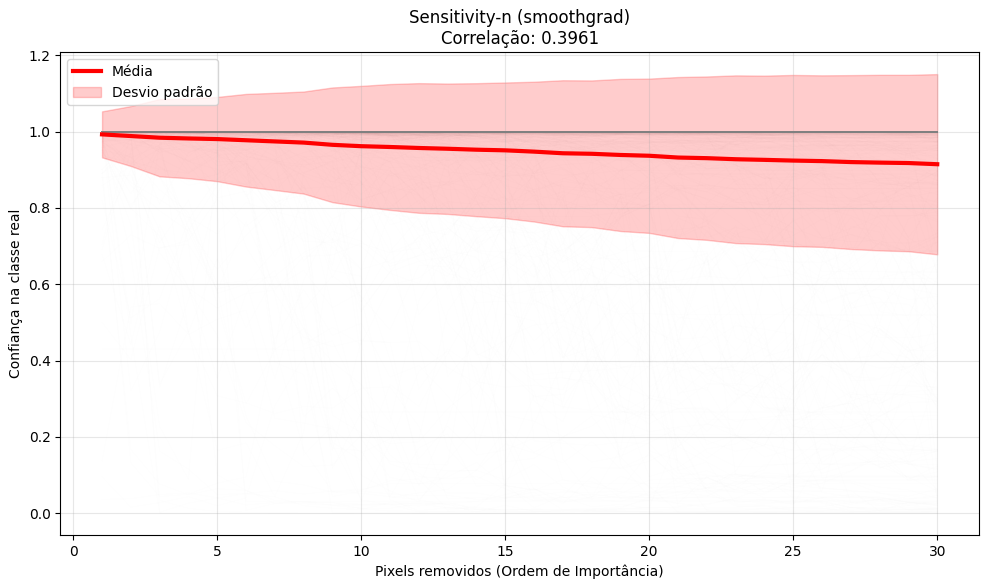 Sensitivity-n (smoothgrad)
Correlação: 0.3961
Média
Desvio padrão
Confiança na classe real
1.2
1.0
0.8
0.6
0.4
0.2
0.0
0 5 10 15 20 25 30
Pixels removidos (Ordem de Importância)